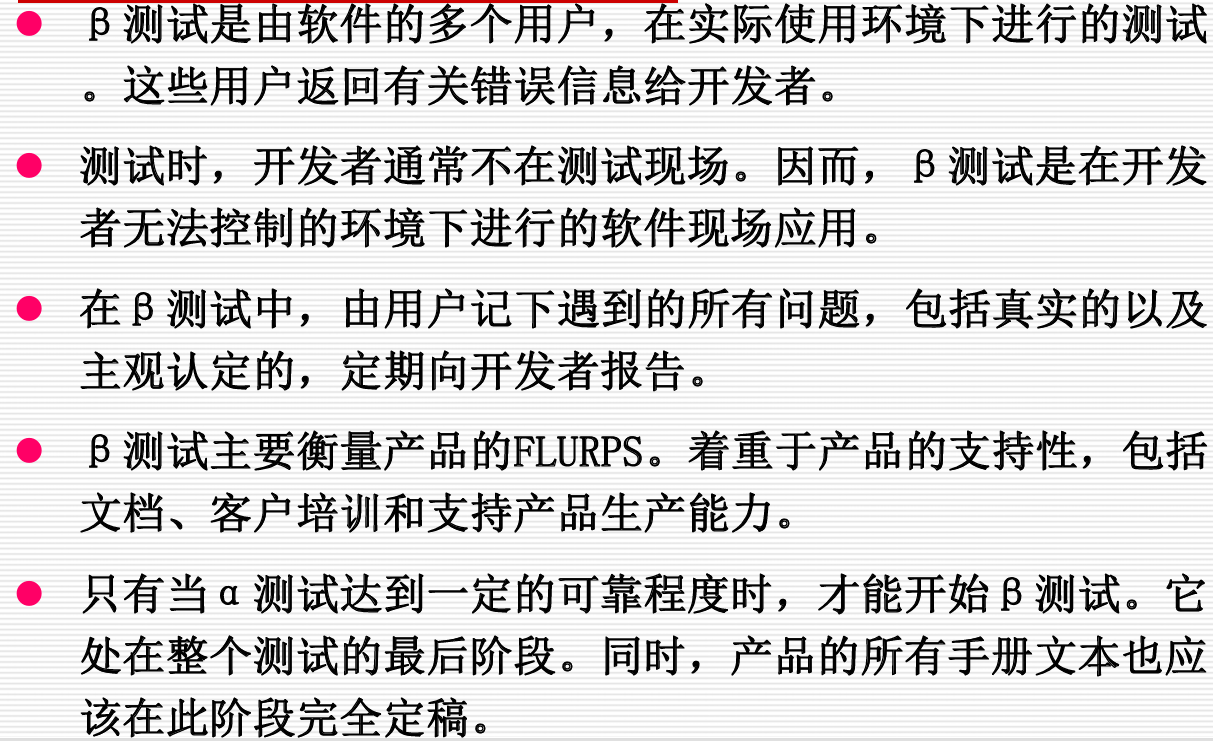 β测试是由软件的多个用户，在实际使用环境下进行的测试
。这些用户返回有关错误信息给开发者。
测试时，开发者通常不在测试现场。因而，β测试是在开发
者无法控制的环境下进行的软件现场应用。
在β测试中，由用户记下遇到的所有问题，包括真实的以及
主观认定的，定期向开发者报告。
β测试主要衡量产品的FLURPS。着重于产品的支持性，包括
文档、客户培训和支持产品生产能力。
只有当α测试达到一定的可靠程度时，才能开始β测试。它
处在整个测试的最后阶段。同时，产品的所有手册文本也应
该在此阶段完全定稿。